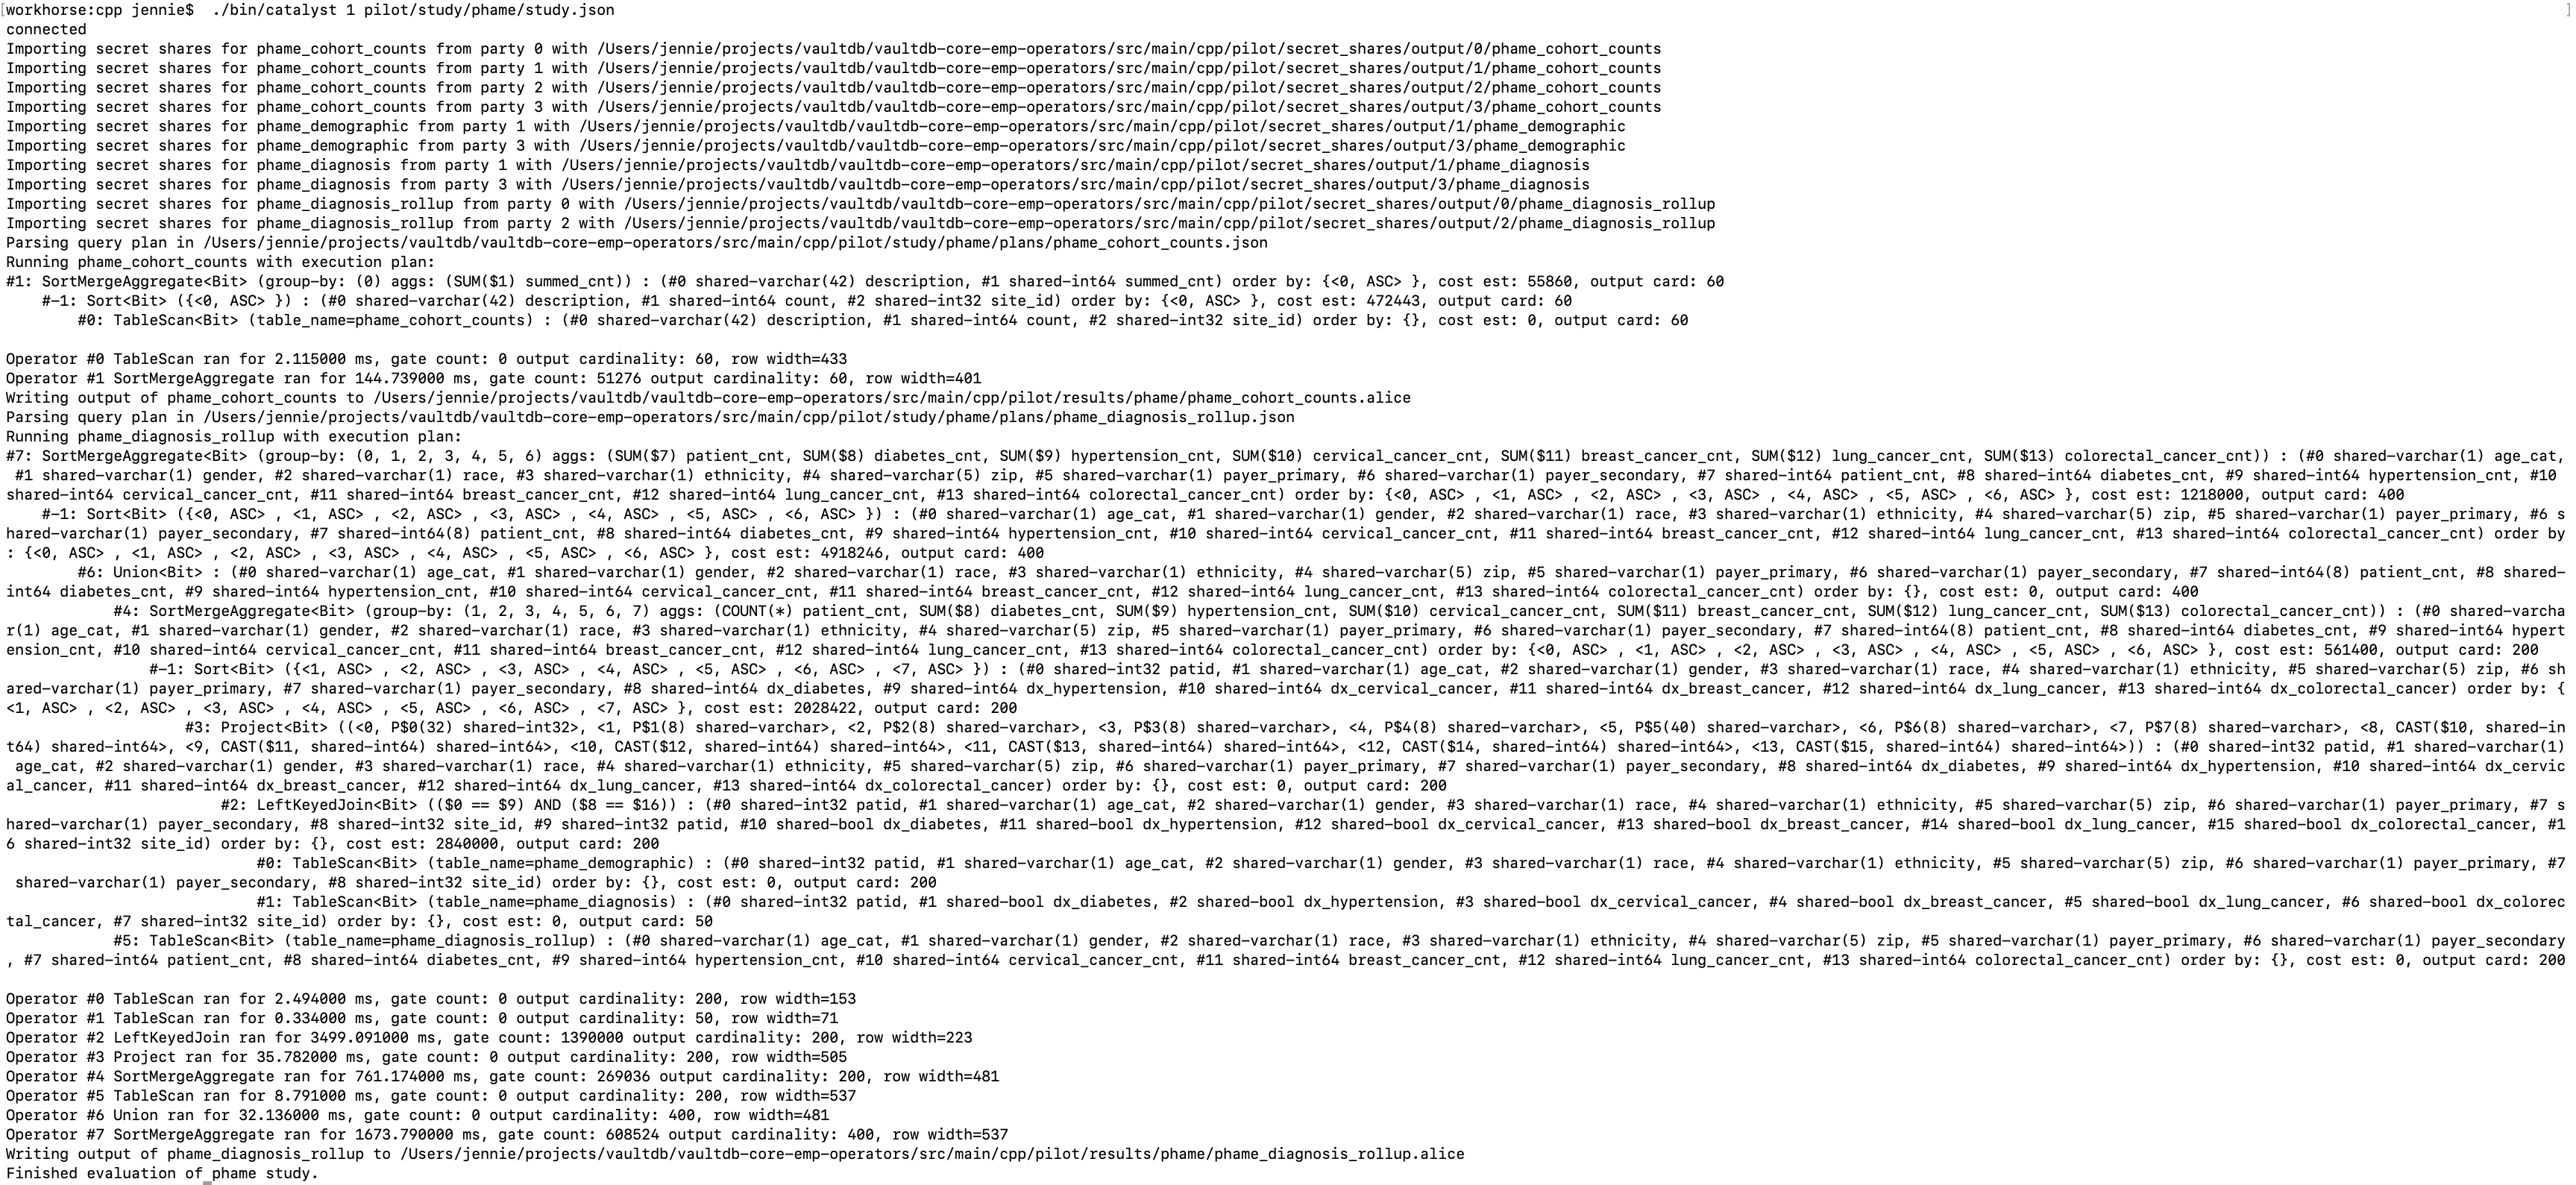 [workhorse:cpp jennie$  ./bin/catalyst 1 pilot/study/phame/study.json ]
connected
Importing secret shares for phame_cohort_counts from party 0 with /Users/jennie/projects/vaultdb/vaultdb-core-emp-operators/src/main/cpp/pilot/secret_shares/output/0/phame_cohort_counts
Importing secret shares for phame_cohort_counts from party 1 with /Users/jennie/projects/vaultdb/vaultdb-core-emp-operators/src/main/cpp/pilot/secret_shares/output/1/phame_cohort_counts
Importing secret shares for phame_cohort_counts from party 2 with /Users/jennie/projects/vaultdb/vaultdb-core-emp-operators/src/main/cpp/pilot/secret_shares/output/2/phame_cohort_counts
Importing secret shares for phame_cohort_counts from party 3 with /Users/jennie/projects/vaultdb/vaultdb-core-emp-operators/src/main/cpp/pilot/secret_shares/output/3/phame_cohort_counts
Importing secret shares for phame_demographic from party 1 with /Users/jennie/projects/vaultdb/vaultdb-core-emp-operators/src/main/cpp/pilot/secret_shares/output/1/phame_demographic
Importing secret shares for phame_demographic from party 3 with /Users/jennie/projects/vaultdb/vaultdb-core-emp-operators/src/main/cpp/pilot/secret_shares/output/3/phame_demographic
Importing secret shares for phame_diagnosis from party 1 with /Users/jennie/projects/vaultdb/vaultdb-core-emp-operators/src/main/cpp/pilot/secret_shares/output/1/phame_diagnosis
Importing secret shares for phame_diagnosis from party 3 with /Users/jennie/projects/vaultdb/vaultdb-core-emp-operators/src/main/cpp/pilot/secret_shares/output/3/phame_diagnosis
Importing secret shares for phame_diagnosis_rollup from party 0 with /Users/jennie/projects/vaultdb/vaultdb-core-emp-operators/src/main/cpp/pilot/secret_shares/output/0/phame_diagnosis_rollup
Importing secret shares for phame_diagnosis_rollup from party 2 with /Users/jennie/projects/vaultdb/vaultdb-core-emp-operators/src/main/cpp/pilot/secret_shares/output/2/phame_diagnosis_rollup
Parsing query plan in /Users/jennie/projects/vaultdb/vaultdb-core-emp-operators/src/main/cpp/pilot/study/phame/plans/phame_cohort_counts.json
Running phame_cohort_counts with execution plan:
#1: SortMergeAggregate<Bit> (group-by: (0) aggs: (SUM($1) summed_cnt)) : (#0 shared-varchar(42) description, #1 shared-int64 summed_cnt) order by: {<0, ASC> }, cost est: 55860, output card: 60
#-1: Sort<Bit> ({<0, ASC> }) : (#0 shared-varchar(42) description, #1 shared-int64 count, #2 shared-int32 site_id) order by: {<0, ASC> }, cost est: 472443, output card: 60
#0: TableScan<Bit> (table_name=phame_cohort_counts) : (#0 shared-varchar(42) description, #1 shared-int64 count, #2 shared-int32 site_id) order by: {}, cost est: 0, output card: 60
Operator #0 TableScan ran for 2.115000 ms, gate count: 0 output cardinality: 60, row width=433
Operator #1 SortMergeAggregate ran for 144.739000 ms, gate count: 51276 output cardinality: 60, row width=401
Writing output of phame_cohort_counts to /Users/jennie/projects/vaultdb/vaultdb-core-emp-operators/src/main/cpp/pilot/results/phame/phame_cohort_counts.alice
Parsing query plan in /Users/jennie/projects/vaultdb/vaultdb-core-emp-operators/src/main/cpp/pilot/study/phame/plans/phame_diagnosis_rollup.json
Running phame_diagnosis_rollup with execution plan:
#7: SortMergeAggregate<Bit> (group-by: (0, 1, 2, 3, 4, 5, 6) aggs: (SUM($7) patient_cnt, SUM($8) diabetes_cnt, SUM($9) hypertension_cnt, SUM($10) cervical_cancer_cnt, SUM($11) breast_cancer_cnt, SUM($12) lung_cancer_cnt, SUM($13) colorectal_cancer_cnt)) : (#0 shared-varchar(1) age_cat,
#1 shared-varchar(1) gender, #2 shared-varchar(1) race, #3 shared-varchar(1) ethnicity, #4 shared-varchar(5) zip, #5 shared-varchar(1) payer_primary, #6 shared-varchar(1) payer_secondary, #7 shared-int64 patient_cnt, #8 shared-int64 diabetes_cnt, #9 shared-int64 hypertension_cnt, #10
shared-int64 cervical_cancer_cnt, #11 shared-int64 breast_cancer_cnt, #12 shared-int64 lung_cancer_cnt, #13 shared-int64 colorectal_cancer_cnt) order by: {<0, ASC> , <1, ASC> , <2, ASC> , <3, ASC> , <4, ASC> , <5, ASC> , <6, ASC> }, cost est: 1218000, output card: 400
#-1: Sort<Bit> ({<0, ASC> , <1, ASC> , <2, ASC> , <3, ASC> , <4, ASC> , <5, ASC> , <6, ASC> }) : (#0 shared-varchar(1) age_cat, #1 shared-varchar(1) gender, #2 shared-varchar(1) race, #3 shared-varchar(1) ethnicity, #4 shared-varchar(5) zip, #5 shared-varchar(1) payer_primary, #6 s
hared-varchar(1) payer_secondary, #7 shared-int64(8) patient_cnt, #8 shared-int64 diabetes_cnt, #9 shared-int64 hypertension_cnt, #10 shared-int64 cervical_cancer_cnt, #11 shared-int64 breast_cancer_cnt, #12 shared-int64 lung_cancer_cnt, #13 shared-int64 colorectal_cancer_cnt) order by
: {<0, ASC> , <1, ASC> , <2, ASC> , <3, ASC> , <4, ASC> , <5, ASC> , <6, ASC> }, cost est: 4918246, output card: 400
#6: Union<Bit> : (#0 shared-varchar(1) age_cat, #1 shared-varchar(1) gender, #2 shared-varchar(1) race, #3 shared-varchar(1) ethnicity, #4 shared-varchar(5) zip, #5 shared-varchar(1) payer_primary, #6 shared-varchar(1) payer_secondary, #7 shared-int64(8) patient_cnt, #8 shared-
int64 diabetes_cnt, #9 shared-int64 hypertension_cnt, #10 shared-int64 cervical_cancer_cnt, #11 shared-int64 breast_cancer_cnt, #12 shared-int64 lung_cancer_cnt, #13 shared-int64 colorectal_cancer_cnt) order by: {}, cost est: 0, output card: 400
#4: SortMergeAggregate<Bit> (group-by: (1, 2, 3, 4, 5, 6, 7) aggs: (COUNT(*) patient_cnt, SUM($8) diabetes_cnt, SUM($9) hypertension_cnt, SUM($10) cervical_cancer_cnt, SUM($11) breast_cancer_cnt, SUM($12) lung_cancer_cnt, SUM($13) colorectal_cancer_cnt)) : (#0 shared-varcha
r(1) age_cat, #1 shared-varchar(1) gender, #2 shared-varchar(1) race, #3 shared-varchar(1) ethnicity, #4 shared-varchar(5) zip, #5 shared-varchar(1) payer_primary, #6 shared-varchar(1) payer_secondary, #7 shared-int64(8) patient_cnt, #8 shared-int64 diabetes_cnt, #9 shared-int64 hypert
ension_cnt, #10 shared-int64 cervical_cancer_cnt, #11 shared-int64 breast_cancer_cnt, #12 shared-int64 lung_cancer_cnt, #13 shared-int64 colorectal_cancer_cnt) order by: {<0, ASC> , <1, ASC> , <2, ASC> , <3, ASC> , <4, ASC> , <5, ASC> , <6, ASC> }, cost est: 561400, output card: 200
#-1: Sort<Bit> ({<1, ASC> , <2, ASC> , <3, ASC> , <4, ASC> , <5, ASC> , <6, ASC> , <7, ASC> }) : (#0 shared-int32 patid, #1 shared-varchar(1) age_cat, #2 shared-varchar(1) gender, #3 shared-varchar(1) race, #4 shared-varchar(1) ethnicity, #5 shared-varchar(5) zip, #6 sh
ared-varchar(1) payer_primary, #7 shared-varchar(1) payer_secondary, #8 shared-int64 dx_diabetes, #9 shared-int64 dx_hypertension, #10 shared-int64 dx_cervical_cancer, #11 shared-int64 dx_breast_cancer, #12 shared-int64 dx_lung_cancer, #13 shared-int64 dx_colorectal_cancer) order by: {
<1, ASC> , <2, ASC> , <3, ASC> , <4, ASC> , <5, ASC> , <6, ASC> , <7, ASC> }, cost est: 2028422, output card: 200
#3: Project<Bit> ((<0, P$0(32) shared-int32>, <1, P$1(8) shared-varchar>, <2, P$2(8) shared-varchar>, <3, P$3(8) shared-varchar>, <4, P$4(8) shared-varchar>, <5, P$5(40) shared-varchar>, <6, P$6(8) shared-varchar>, <7, P$7(8) shared-varchar>, <8, CAST($10, shared-in
t64) shared-int64>, <9, CAST($11, shared-int64) shared-int64>, <10, CAST($12, shared-int64) shared-int64>, <11, CAST($13, shared-int64) shared-int64>, <12, CAST($14, shared-int64) shared-int64>, <13, CAST($15, shared-int64) shared-int64>)) : (#0 shared-int32 patid, #1 shared-varchar(1)
age_cat, #2 shared-varchar(1) gender, #3 shared-varchar(1) race, #4 shared-varchar(1) ethnicity, #5 shared-varchar(5) zip, #6 shared-varchar(1) payer_primary, #7 shared-varchar(1) payer_secondary, #8 shared-int64 dx_diabetes, #9 shared-int64 dx_hypertension, #10 shared-int64 dx_cervic
al_cancer, #11 shared-int64 dx_breast_cancer, #12 shared-int64 dx_lung_cancer, #13 shared-int64 dx_colorectal_cancer) order by: {}, cost est: 0, output card: 200
#2: LeftKeyedJoin<Bit> (($0 == $9) AND ($8 == $16)) : (#0 shared-int32 patid, #1 shared-varchar(1) age_cat, #2 shared-varchar(1) gender, #3 shared-varchar(1) race, #4 shared-varchar(1) ethnicity, #5 shared-varchar(5) zip, #6 shared-varchar(1) payer_primary, #7 s
hared-varchar(1) payer_secondary, #8 shared-int32 site_id, #9 shared-int32 patid, #10 shared-bool dx_diabetes, #11 shared-bool dx_hypertension, #12 shared-bool dx_cervical_cancer, #13 shared-bool dx_breast_cancer, #14 shared-bool dx_lung_cancer, #15 shared-bool dx_colorectal_cancer, #1
6 shared-int32 site_id) order by: {}, cost est: 2840000, output card: 200
#0: TableScan<Bit> (table_name=phame_demographic) : (#0 shared-int32 patid, #1 shared-varchar(1) age_cat, #2 shared-varchar(1) gender, #3 shared-varchar(1) race, #4 shared-varchar(1) ethnicity, #5 shared-varchar(5) zip, #6 shared-varchar(1) payer_primary, #7
shared-varchar(1) payer_secondary, #8 shared-int32 site_id) order by: {}, cost est: 0, output card: 200
#1: TableScan<Bit> (table_name=phame_diagnosis) : (#0 shared-int32 patid, #1 shared-bool dx_diabetes, #2 shared-bool dx_hypertension, #3 shared-bool dx_cervical_cancer, #4 shared-bool dx_breast_cancer, #5 shared-bool dx_lung_cancer, #6 shared-bool dx_colorec
tal_cancer, #7 shared-int32 site_id) order by: {}, cost est: 0, output card: 50
#5: TableScan<Bit> (table_name=phame_diagnosis_rollup) : (#0 shared-varchar(1) age_cat, #1 shared-varchar(1) gender, #2 shared-varchar(1) race, #3 shared-varchar(1) ethnicity, #4 shared-varchar(5) zip, #5 shared-varchar(1) payer_primary, #6 shared-varchar(1) payer_secondary
, #7 shared-int64 patient_cnt, #8 shared-int64 diabetes_cnt, #9 shared-int64 hypertension_cnt, #10 shared-int64 cervical_cancer_cnt, #11 shared-int64 breast_cancer_cnt, #12 shared-int64 lung_cancer_cnt, #13 shared-int64 colorectal_cancer_cnt) order by: {}, cost est: 0, output card: 200
Operator #0 TableScan ran for 2.494000 ms, gate count: 0 output cardinality: 200, row width=153
Operator #1 TableScan ran for 0.334000 ms, gate count: 0 output cardinality: 50, row width=71
Operator #2 LeftKeyedJoin ran for 3499.091000 ms, gate count: 1390000 output cardinality: 200, row width=223
Operator #3 Project ran for 35.782000 ms, gate count: 0 output cardinality: 200, row width=505
Operator #4 SortMergeAggregate ran for 761.174000 ms, gate count: 269036 output cardinality: 200, row width=481
Operator #5 TableScan ran for 8.791000 ms, gate count: 0 output cardinality: 200, row width=537
Operator #6 Union ran for 32.136000 ms, gate count: 0 output cardinality: 400, row width=481
Operator #7 SortMergeAggregate ran for 1673.790000 ms, gate count: 608524 output cardinality: 400, row width=537
Writing output of phame_diagnosis_rollup to /Users/jennie/projects/vaultdb/vaultdb-core-emp-operators/src/main/cpp/pilot/results/phame/phame_diagnosis_rollup.alice
Finished evaluation of phame study.